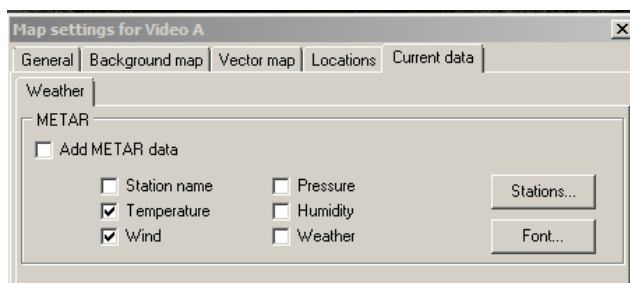 Map settings for Video A
General Background map Vector map Locations Current data
Weather
METAR
Add METAR data
Station name Pressure Stations...
Temperature Humidity
Wind Weather Font...